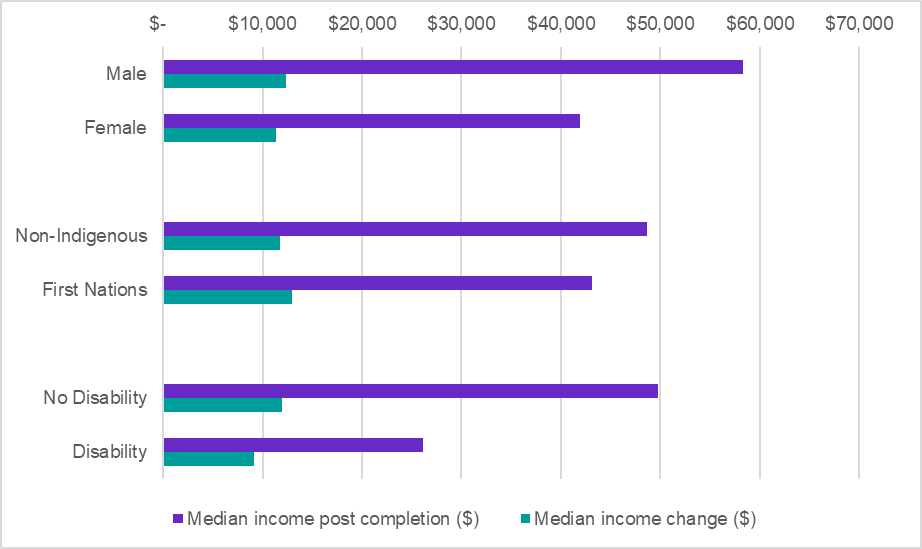 $- $10,000 $20,000 $30,000 $40,000 $50,000 $60,000 $70,000
Male
Female
Non-Indigenous
First Nations
No Disability
Disability
Median income post completion ($) Median income change ($)